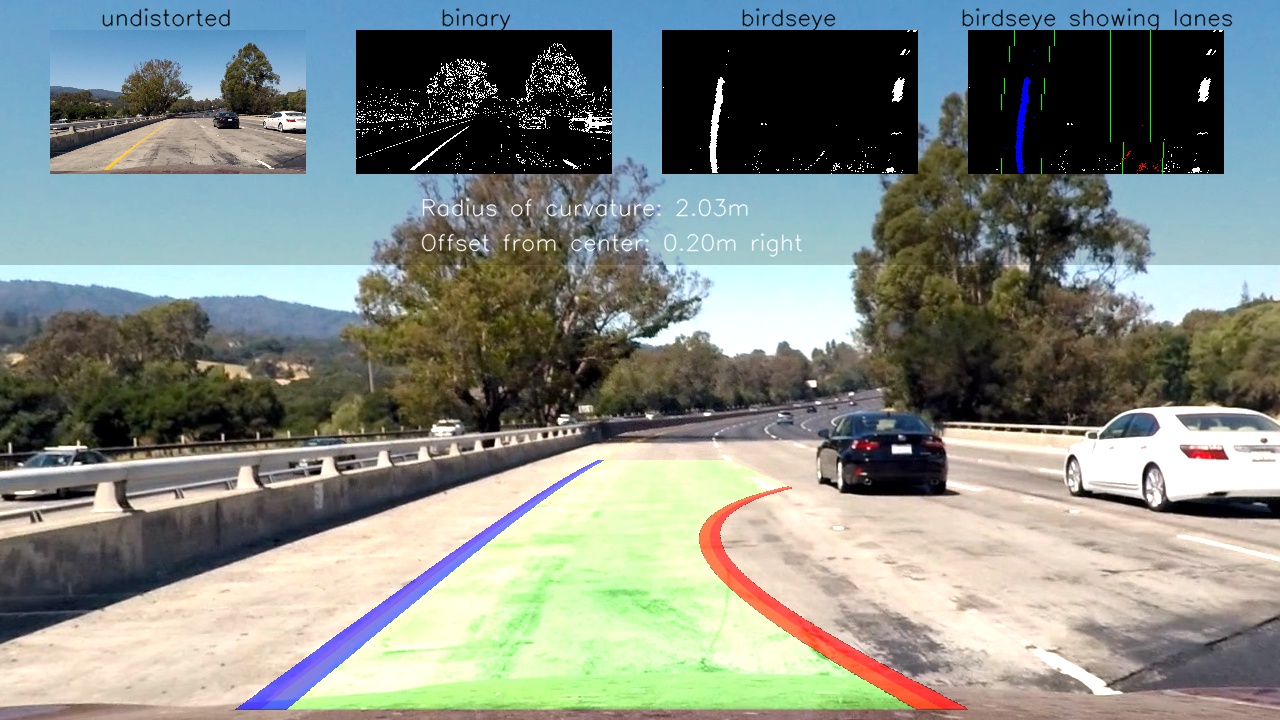 undistorted
binary
birdseye
birdseye showing lanes
Radius of curvature: 2.03m
Offset from center: 0.20m right